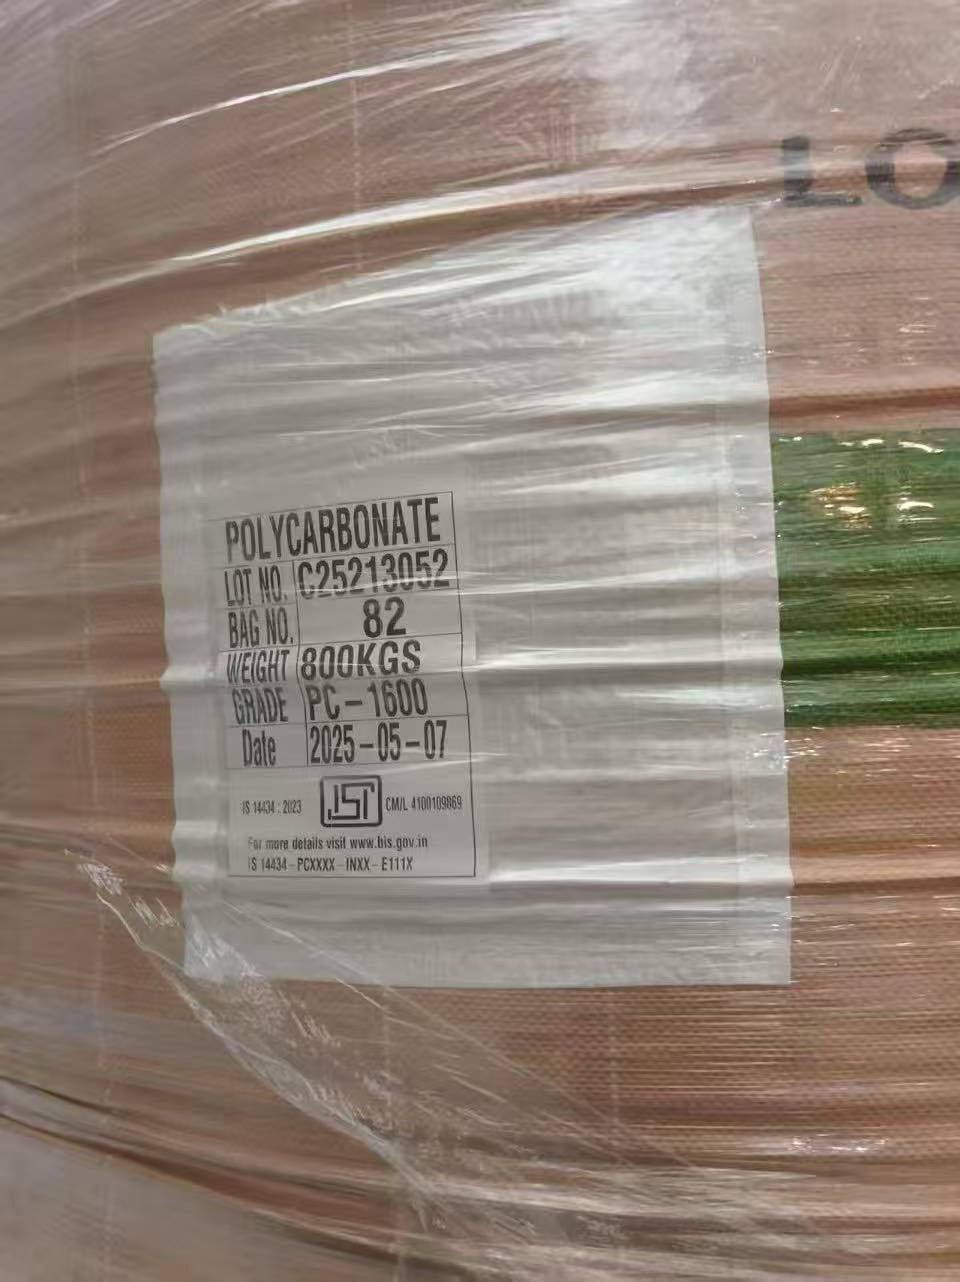 LO
POLYCARBONATE
LOT NO. C25213052
BAG NO. 82
WEIGHT 800KGS
GRADE PC-1600
Date 2025-05-07
IS 14434 : 2023 ISI CM/L 4100109869
For more details visit www.bis.gov.in
IS 14434-PCXXXX-INXX-E111X